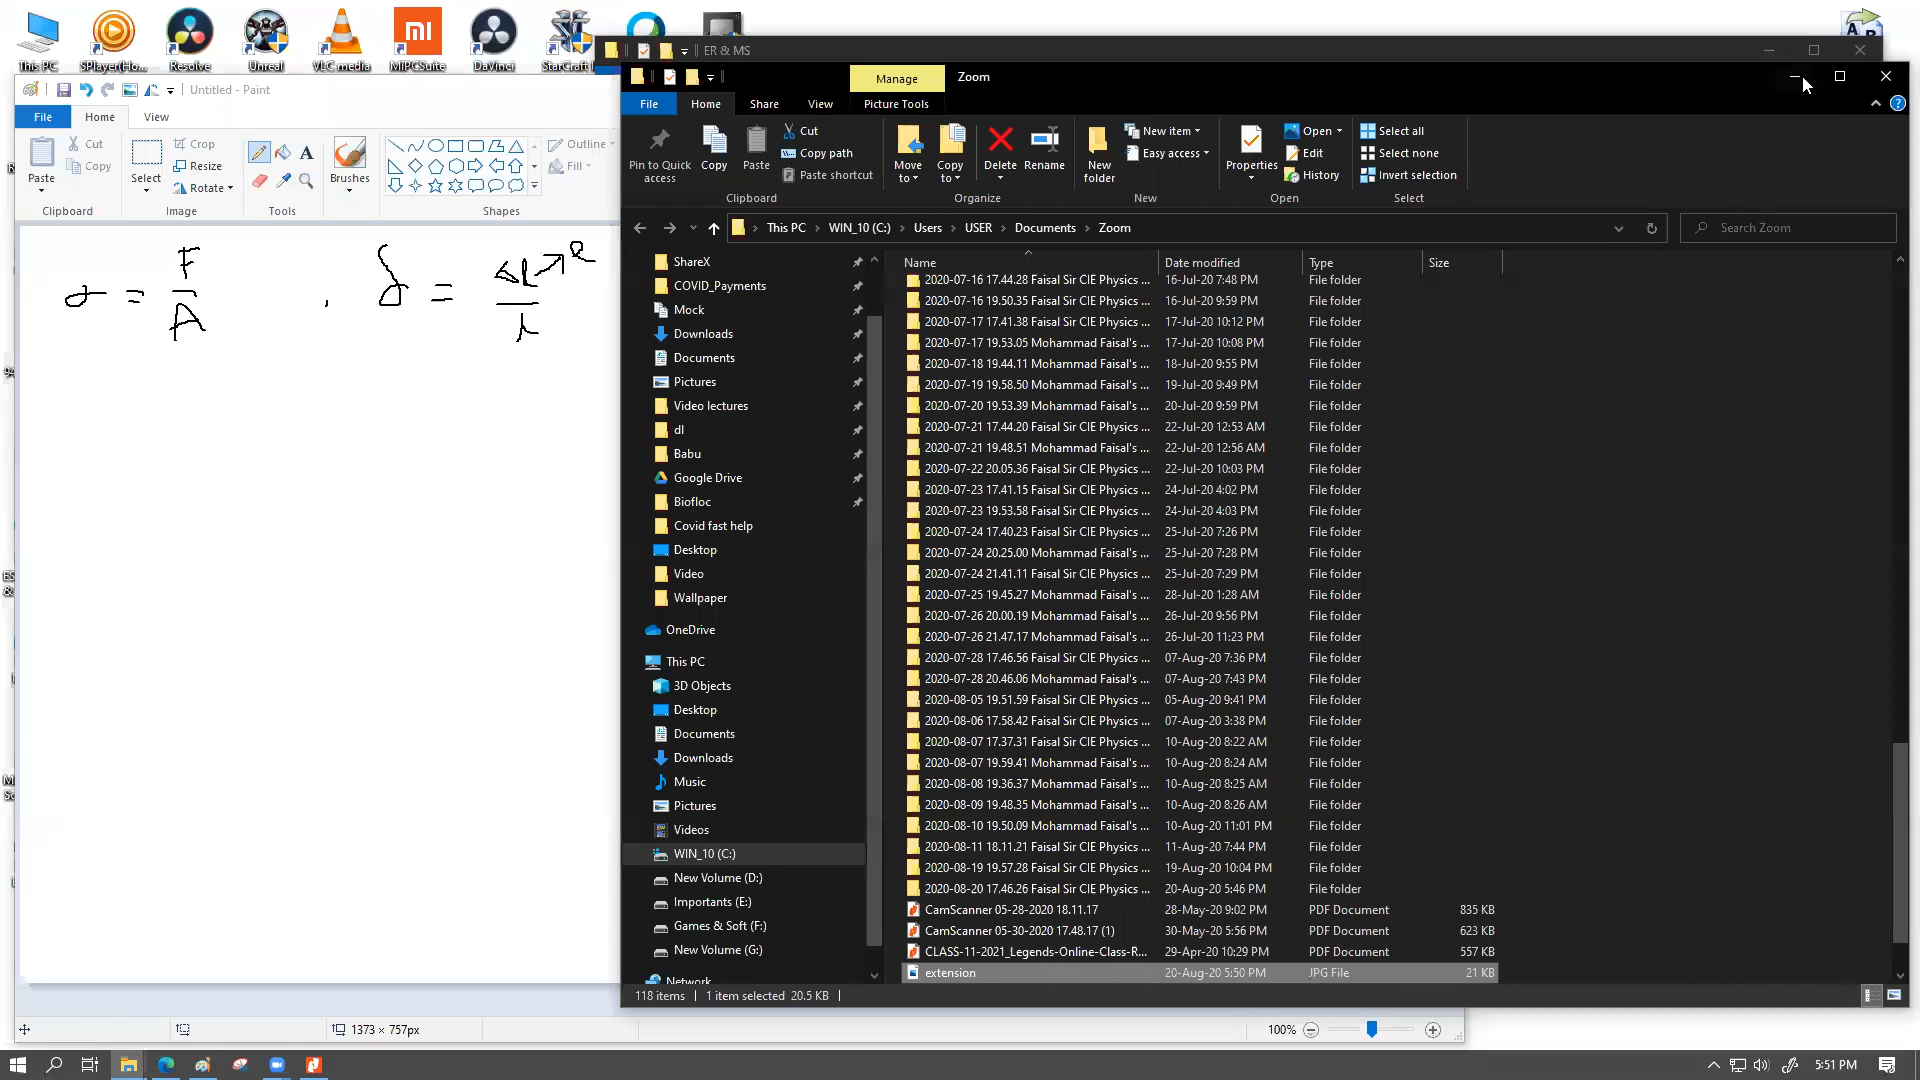 This PC
SPlayer(Ho...
Resolve
Unreal
VLC media
MiPCSuite
DaVinci
StarCraft
ER & MS
Untitled - Paint
File
Home
View
Paste
Cut
Copy
Clipboard
Select
Crop
Resize
Rotate
Image
Tools
Brushes
Shapes
Outline
Fill
Manage
Zoom
File
Home
Share
View
Picture Tools
Pin to Quick access
Copy
Paste
Cut
Copy path
Paste shortcut
Clipboard
Move to
Copy to
Delete
Rename
Organize
New folder
New item
Easy access
New
Properties
Open
Edit
History
Open
Select all
Select none
Invert selection
Select
This PC > WIN_10 (C:) > Users > USER > Documents > Zoom
Search Zoom
F
A
ShareX
COVID_Payments
Mock
Downloads
Documents
Pictures
Video lectures
dl
Babu
Google Drive
Biofloc
Covid fast help
Desktop
Video
Wallpaper
OneDrive
This PC
3D Objects
Desktop
Documents
Downloads
Music
Pictures
Videos
WIN_10 (C:)
New Volume (D:)
Importants (E:)
Games & Soft (F:)
New Volume (G:)
Network
Name Date modified Type Size
2020-07-16 17.44.28 Faisal Sir CIE Physics ... 16-Jul-20 7:48 PM File folder
2020-07-16 19.50.35 Faisal Sir CIE Physics ... 16-Jul-20 9:59 PM File folder
2020-07-17 17.41.38 Faisal Sir CIE Physics ... 17-Jul-20 10:12 PM File folder
2020-07-17 19.53.05 Mohammad Faisal's ... 17-Jul-20 10:08 PM File folder
2020-07-18 19.44.11 Mohammad Faisal's ... 18-Jul-20 9:55 PM File folder
2020-07-19 19.58.50 Mohammad Faisal's ... 19-Jul-20 9:49 PM File folder
2020-07-20 19.53.39 Mohammad Faisal's ... 20-Jul-20 9:59 PM File folder
2020-07-21 17.44.20 Faisal Sir CIE Physics ... 22-Jul-20 12:53 AM File folder
2020-07-21 19.48.51 Mohammad Faisal's ... 22-Jul-20 12:56 AM File folder
2020-07-22 20.05.36 Faisal Sir CIE Physics ... 22-Jul-20 10:03 PM File folder
2020-07-23 17.41.15 Faisal Sir CIE Physics ... 24-Jul-20 4:02 PM File folder
2020-07-23 19.53.58 Mohammad Faisal's ... 24-Jul-20 4:03 PM File folder
2020-07-24 17.40.23 Faisal Sir CIE Physics ... 25-Jul-20 7:26 PM File folder
2020-07-24 20.25.00 Mohammad Faisal's ... 25-Jul-20 7:28 PM File folder
2020-07-24 21.41.11 Faisal Sir CIE Physics ... 25-Jul-20 7:29 PM File folder
2020-07-25 19.45.27 Mohammad Faisal's ... 28-Jul-20 1:28 AM File folder
2020-07-26 20.00.19 Mohammad Faisal's ... 26-Jul-20 9:56 PM File folder
2020-07-26 21.47.17 Mohammad Faisal's ... 26-Jul-20 11:23 PM File folder
2020-07-28 17.46.56 Faisal Sir CIE Physics ... 07-Aug-20 7:36 PM File folder
2020-07-28 20.46.06 Mohammad Faisal's ... 07-Aug-20 7:43 PM File folder
2020-08-05 19.51.59 Faisal Sir CIE Physics ... 05-Aug-20 9:41 PM File folder
2020-08-06 17.58.42 Faisal Sir CIE Physics ... 07-Aug-20 3:38 PM File folder
2020-08-07 17.37.31 Faisal Sir CIE Physics ... 10-Aug-20 8:22 AM File folder
2020-08-07 19.59.41 Mohammad Faisal's ... 10-Aug-20 8:24 AM File folder
2020-08-08 19.36.37 Mohammad Faisal's ... 10-Aug-20 8:25 AM File folder
2020-08-09 19.48.35 Mohammad Faisal's ... 10-Aug-20 8:26 AM File folder
2020-08-10 19.50.09 Mohammad Faisal's ... 10-Aug-20 11:01 PM File folder
2020-08-11 18.11.21 Faisal Sir CIE Physics ... 11-Aug-20 7:44 PM File folder
2020-08-19 19.57.28 Faisal Sir CIE Physics ... 19-Aug-20 10:04 PM File folder
2020-08-20 17.46.26 Faisal Sir CIE Physics ... 20-Aug-20 5:46 PM File folder
CamScanner 05-28-2020 18.11.17 28-May-20 9:02 PM PDF Document 835 KB
CamScanner 05-30-2020 17.48.17 (1) 30-May-20 5:56 PM PDF Document 623 KB
CLASS-11-2021_Legends-Online-Class-R... 29-Apr-20 10:29 PM PDF Document 557 KB
extension 20-Aug-20 5:50 PM JPG File 21 KB
118 items 1 item selected 20.5 KB
1373 × 757px
100%
5:51 PM